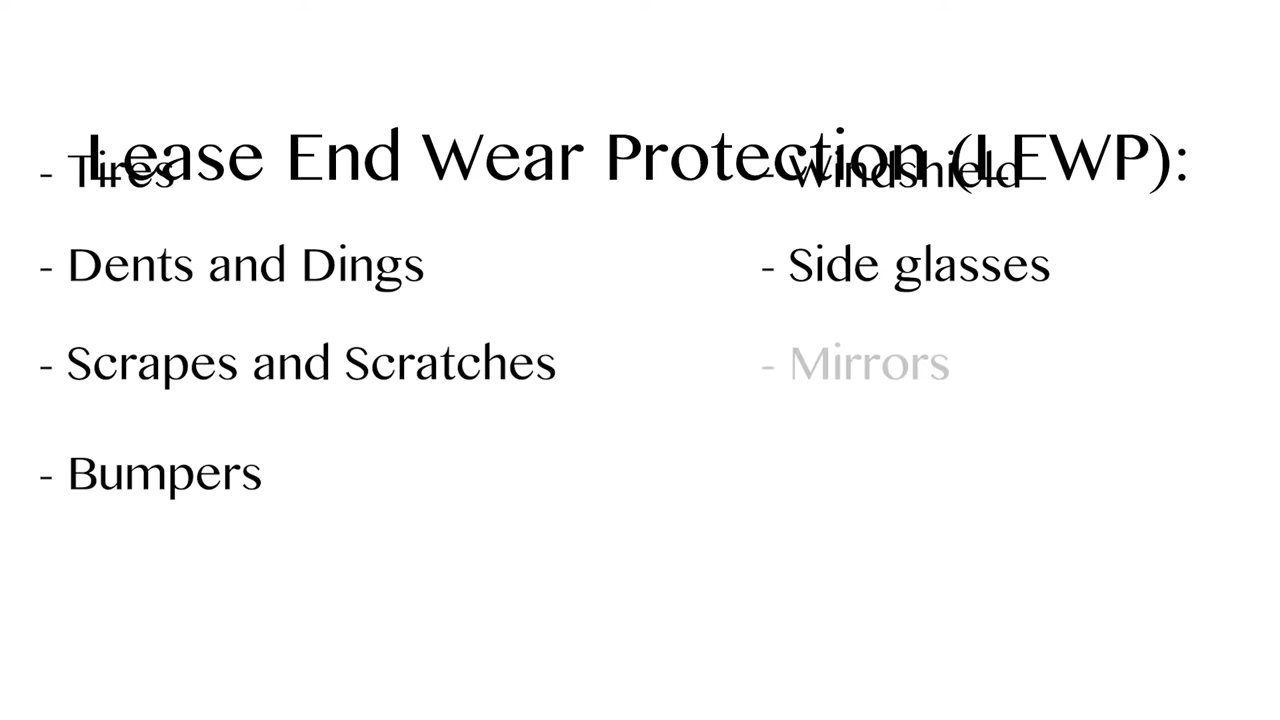 Lease End Wear Protection (LEWP):
- Tires
- Dents and Dings
- Scrapes and Scratches
- Bumpers
- Windshield
- Side glasses
- Mirrors